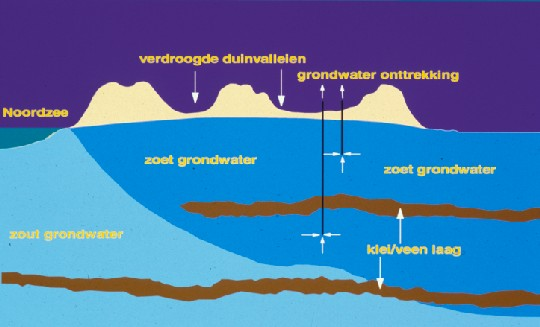 verdroogde duinvalleien
grondwater onttrekking
Noordzee
zoet grondwater
zoet grondwater
zout grondwater
klei/veen laag